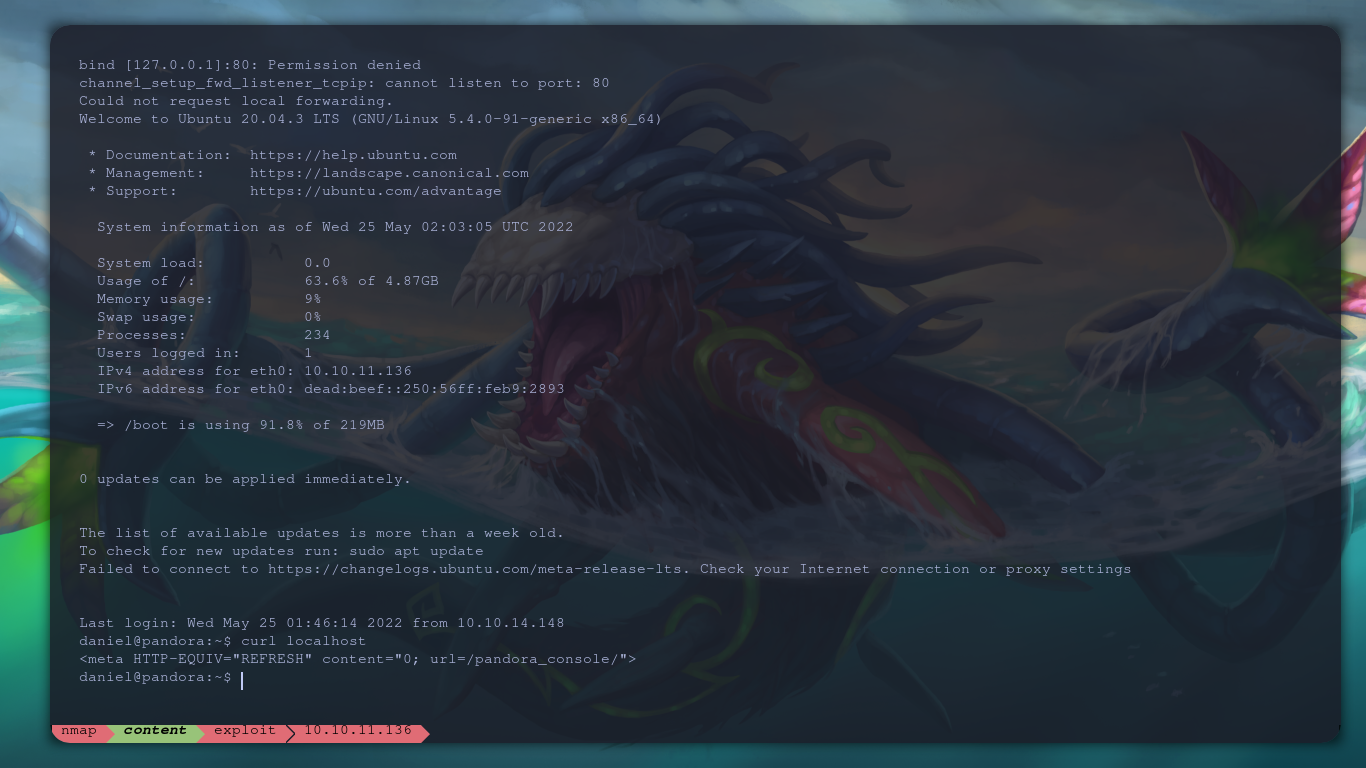 bind [127.0.0.1]:80: Permission denied
channel_setup_fwd_listener_tcpip: cannot listen to port: 80
Could not request local forwarding.
Welcome to Ubuntu 20.04.3 LTS (GNU/Linux 5.4.0-91-generic x86_64)
* Documentation:  https://help.ubuntu.com
* Management:     https://landscape.canonical.com
* Support:        https://ubuntu.com/advantage
System information as of Wed 25 May 02:03:05 UTC 2022
System load:           0.0
Usage of /:            63.6% of 4.87GB
Memory usage:          9%
Swap usage:            0%
Processes:             234
Users logged in:       1
IPv4 address for eth0: 10.10.11.136
IPv6 address for eth0: dead:beef::250:56ff:feb9:2893
=> /boot is using 91.8% of 219MB
0 updates can be applied immediately.
The list of available updates is more than a week old.
To check for new updates run: sudo apt update
Failed to connect to https://changelogs.ubuntu.com/meta-release-lts. Check your Internet connection or proxy settings
Last login: Wed May 25 01:46:14 2022 from 10.10.14.148
daniel@pandora:~$ curl localhost
<meta HTTP-EQUIV="REFRESH" content="0; url=/pandora_console/">
daniel@pandora:~$
nmap content exploit 10.10.11.136